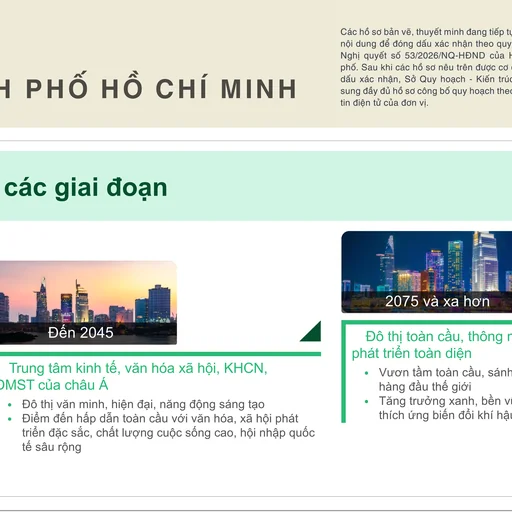 Các hồ sơ bản vẽ, thuyết minh đang tiếp tụ
nội dung để đóng dấu xác nhận theo quy
Nghị quyết số 53/2026/NQ-HĐND của H
phố. Sau khi các hồ sơ nêu trên được cơ
dấu xác nhận, Sở Quy hoạch - Kiến trúc
sung đầy đủ hồ sơ công bố quy hoạch theo
tin điện tử của đơn vị.
H PHỐ HỒ CHÍ MINH
các giai đoạn
Đến 2045
Trung tâm kinh tế, văn hóa xã hội, KHCN,
ĐMST của châu Á
• Đô thị văn minh, hiện đại, năng động sáng tạo
• Điểm đến hấp dẫn toàn cầu với văn hóa, xã hội phát
triển đặc sắc, chất lượng cuộc sống cao, hội nhập quốc
tế sâu rộng
2075 và xa hơn
Đô thị toàn cầu, thông
phát triển toàn diện
• Vươn tầm toàn cầu, sánh
hàng đầu thế giới
• Tăng trưởng xanh, bền
thích ứng biến đổi khí hậu